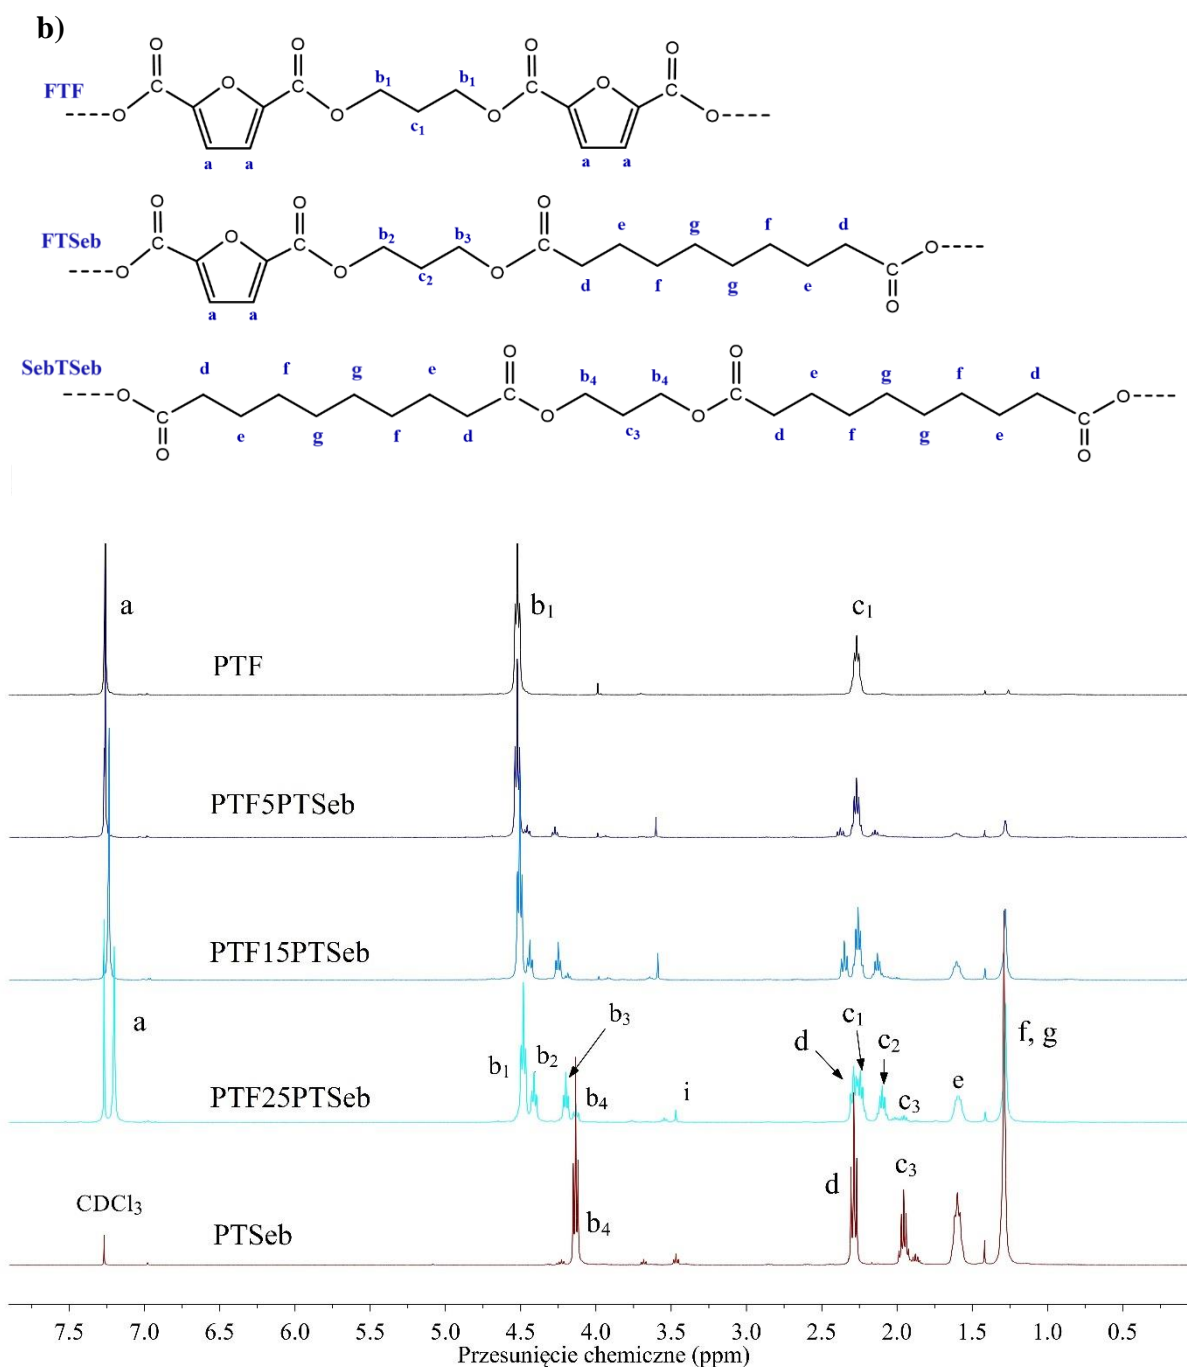 b)
O O O O
FTF O O b₁ b₁ O O
C C C C
O O O O
c₁
a a a a
O O O
FTSeb O b₂ b₃ C e g f d O
C C
O O c₂ O d f g e C
a a O
SebTSeb d f g e O b₄ b₄ O e g f d
O C C O
C O O C
O e g f d c₃ d f g e O
a b₁ c₁
PTF
PTF5PTSeb
PTF15PTSeb
a b₃ c₁ f, g
b₁ b₂ d c₂
PTF25PTSeb b₄ i c₃ e
CDCl₃ d c₃
PTSeb b₄
7.5 7.0 6.5 6.0 5.5 5.0 4.5 4.0 3.5 3.0 2.5 2.0 1.5 1.0 0.5
Przesunięcie chemiczne (ppm)